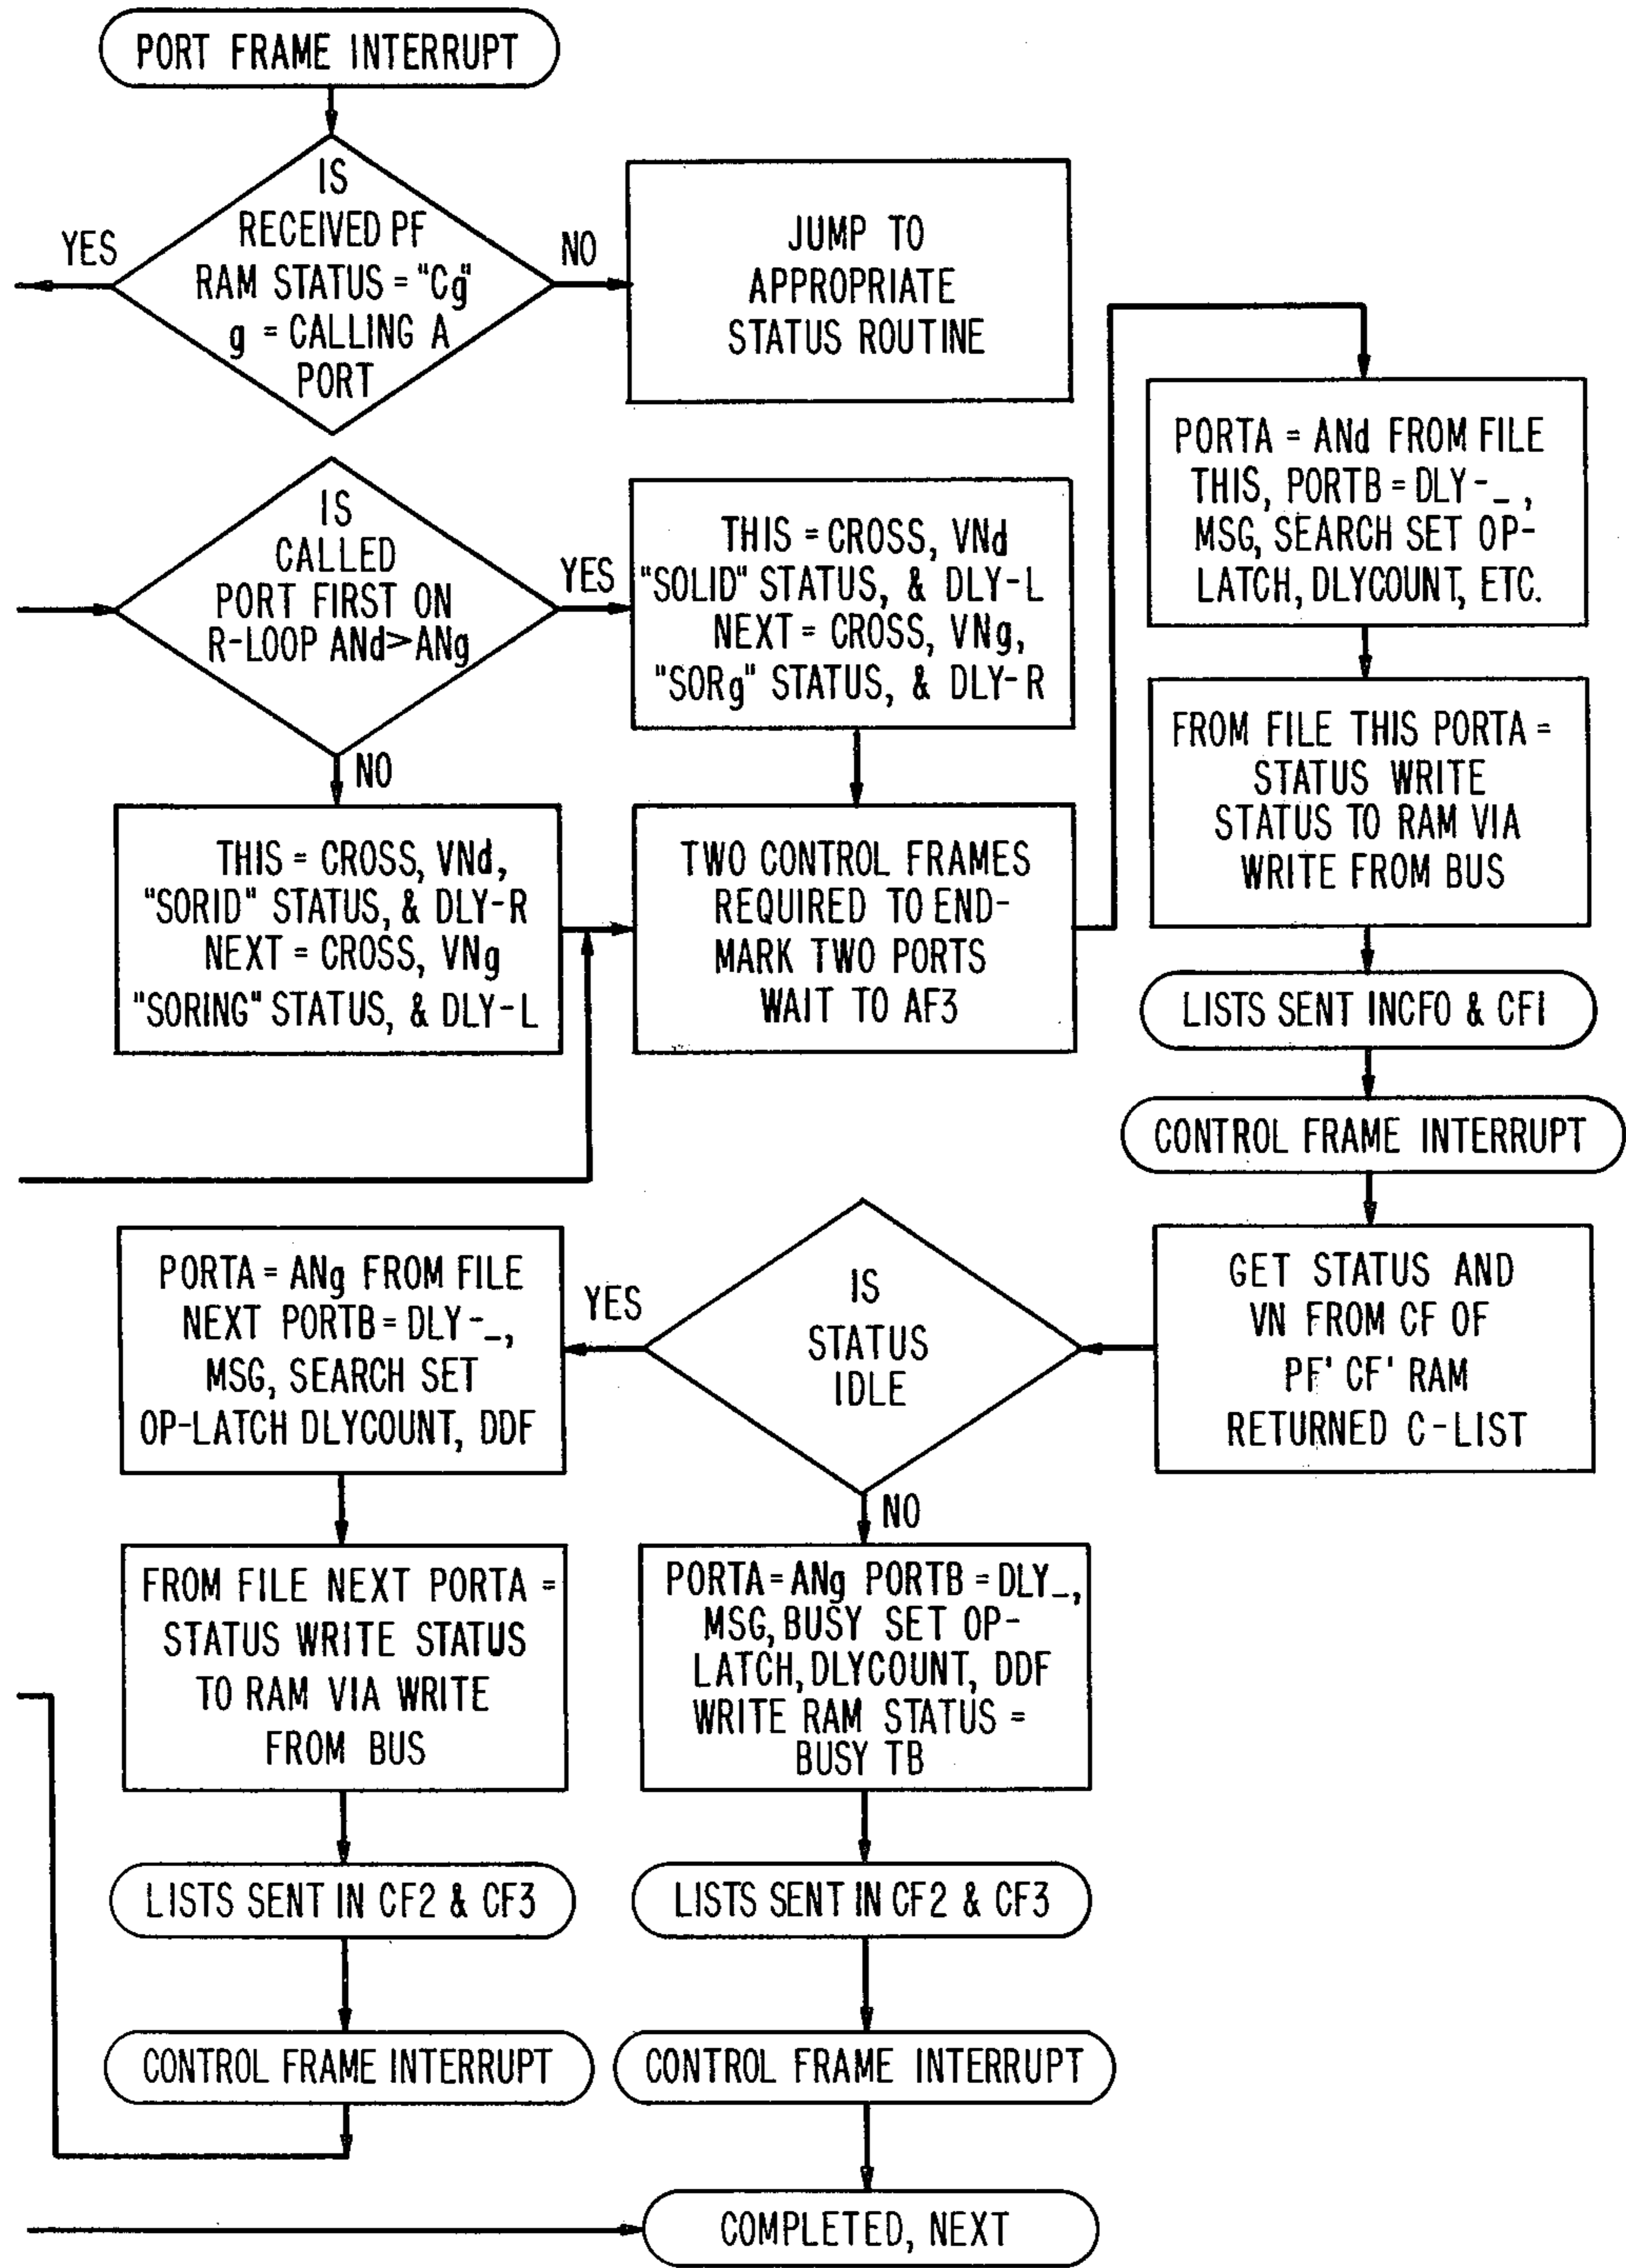 PORT FRAME INTERRUPT
IS
RECEIVED PF
RAM STATUS = "Cg"
g = CALLING A
PORT
YES
NO
JUMP TO
APPROPRIATE
STATUS ROUTINE
IS
CALLED
PORT FIRST ON
R-LOOP ANd>ANg
YES
NO
THIS = CROSS, VNd
"SOLID" STATUS, & DLY-L
NEXT = CROSS, VNg,
"SORg" STATUS, & DLY-R
THIS = CROSS, VNd,
"SORID" STATUS, & DLY-R
NEXT = CROSS, VNg
"SORING" STATUS, & DLY-L
TWO CONTROL FRAMES
REQUIRED TO END-
MARK TWO PORTS
WAIT TO AF3
PORTA = ANd FROM FILE
THIS, PORTB = DLY-_,
MSG, SEARCH SET OP-
LATCH, DLYCOUNT, ETC.
FROM FILE THIS PORTA =
STATUS WRITE
STATUS TO RAM VIA
WRITE FROM BUS
LISTS SENT INCF0 & CF1
CONTROL FRAME INTERRUPT
GET STATUS AND
VN FROM CF OF
PF' CF' RAM
RETURNED C-LIST
IS
STATUS
IDLE
YES
NO
PORTA = ANg FROM FILE
NEXT PORTB = DLY-_,
MSG, SEARCH SET
OP-LATCH DLYCOUNT, DDF
FROM FILE NEXT PORTA =
STATUS WRITE STATUS
TO RAM VIA WRITE
FROM BUS
LISTS SENT IN CF2 & CF3
CONTROL FRAME INTERRUPT
PORTA = ANg PORTB = DLY_,
MSG, BUSY SET OP-
LATCH, DLYCOUNT, DDF
WRITE RAM STATUS =
BUSY TB
LISTS SENT IN CF2 & CF3
CONTROL FRAME INTERRUPT
COMPLETED, NEXT